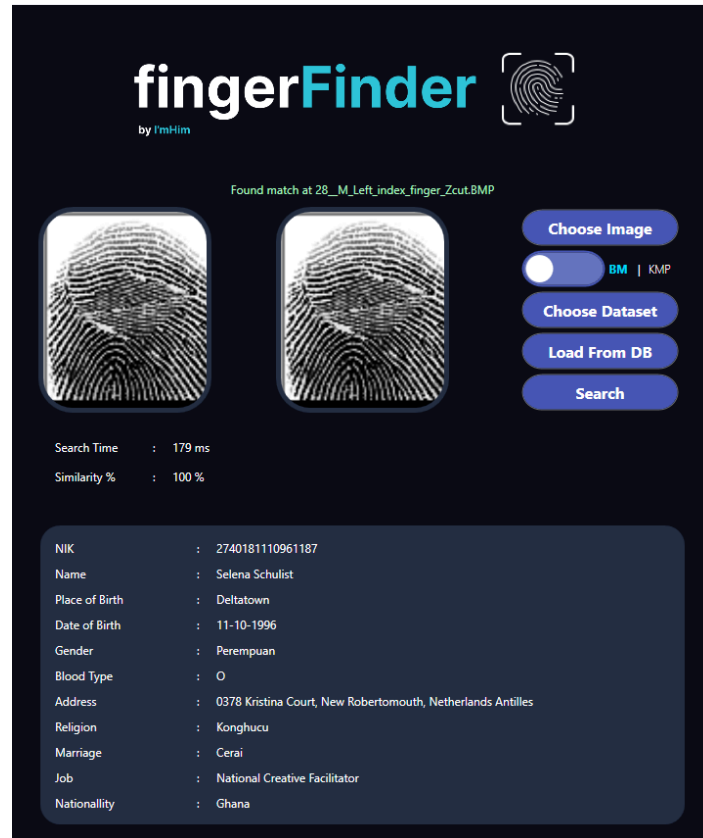 fingerFinder
by I'mHim
Found match at 28__M_Left_index_finger_Zcut.BMP
Choose Image
BM | KMP
Choose Dataset
Load From DB
Search
Search Time : 179 ms
Similarity % : 100 %
NIK : 2740181110961187
Name : Selena Schulist
Place of Birth : Deltatown
Date of Birth : 11-10-1996
Gender : Perempuan
Blood Type : O
Address : 0378 Kristina Court, New Robertomouth, Netherlands Antilles
Religion : Konghucu
Marriage : Cerai
Job : National Creative Facilitator
Nationallity : Ghana